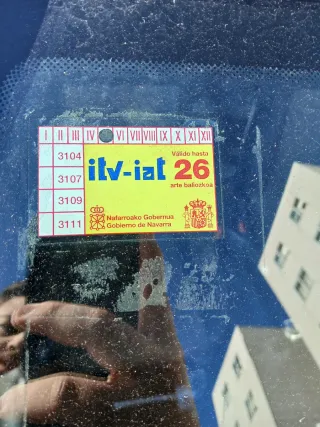 I II III IV VI VII VIII IX X XI XII
3104
3107
3109
3111
itv-iat
Válido hasta
26
arte baliozkoa
Nafarroako Gobernua
Gobierno de Navarra